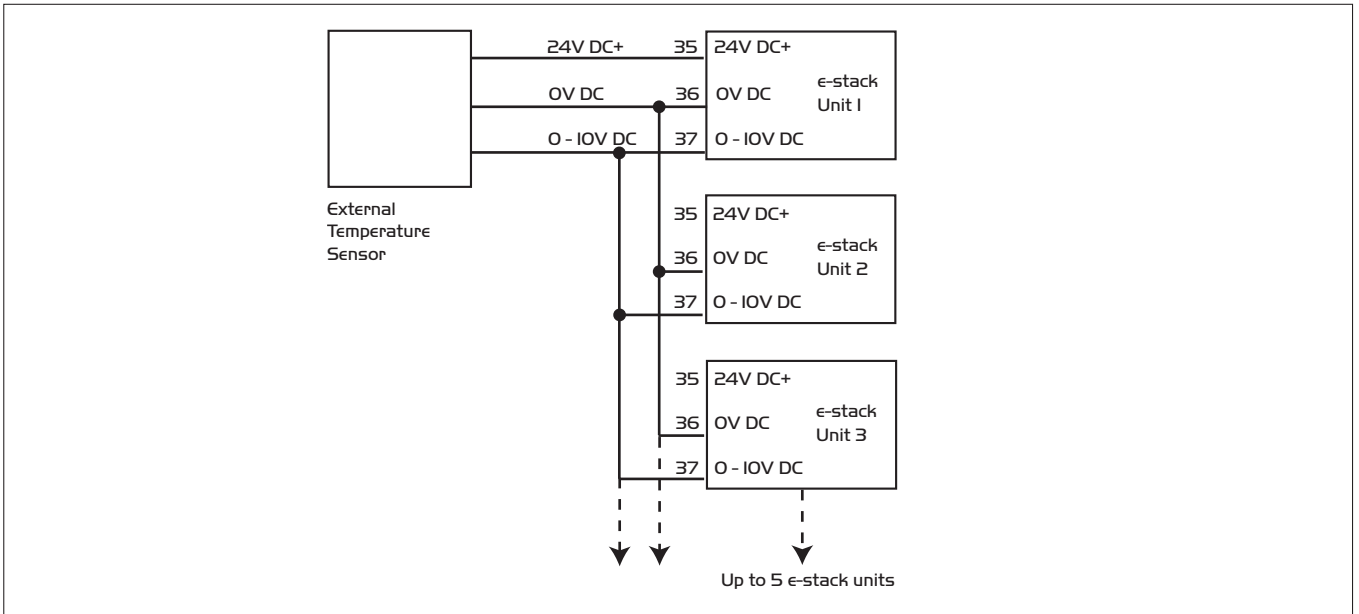 24V DC+ 35 24V DC+
e-stack
0V DC 36 0V DC
Unit 1
0 - 10V DC 37 0 - 10V DC
External
Temperature
Sensor
35 24V DC+
e-stack
36 0V DC
Unit 2
37 0 - 10V DC
35 24V DC+
e-stack
36 0V DC
Unit 3
37 0 - 10V DC
Up to 5 e-stack units